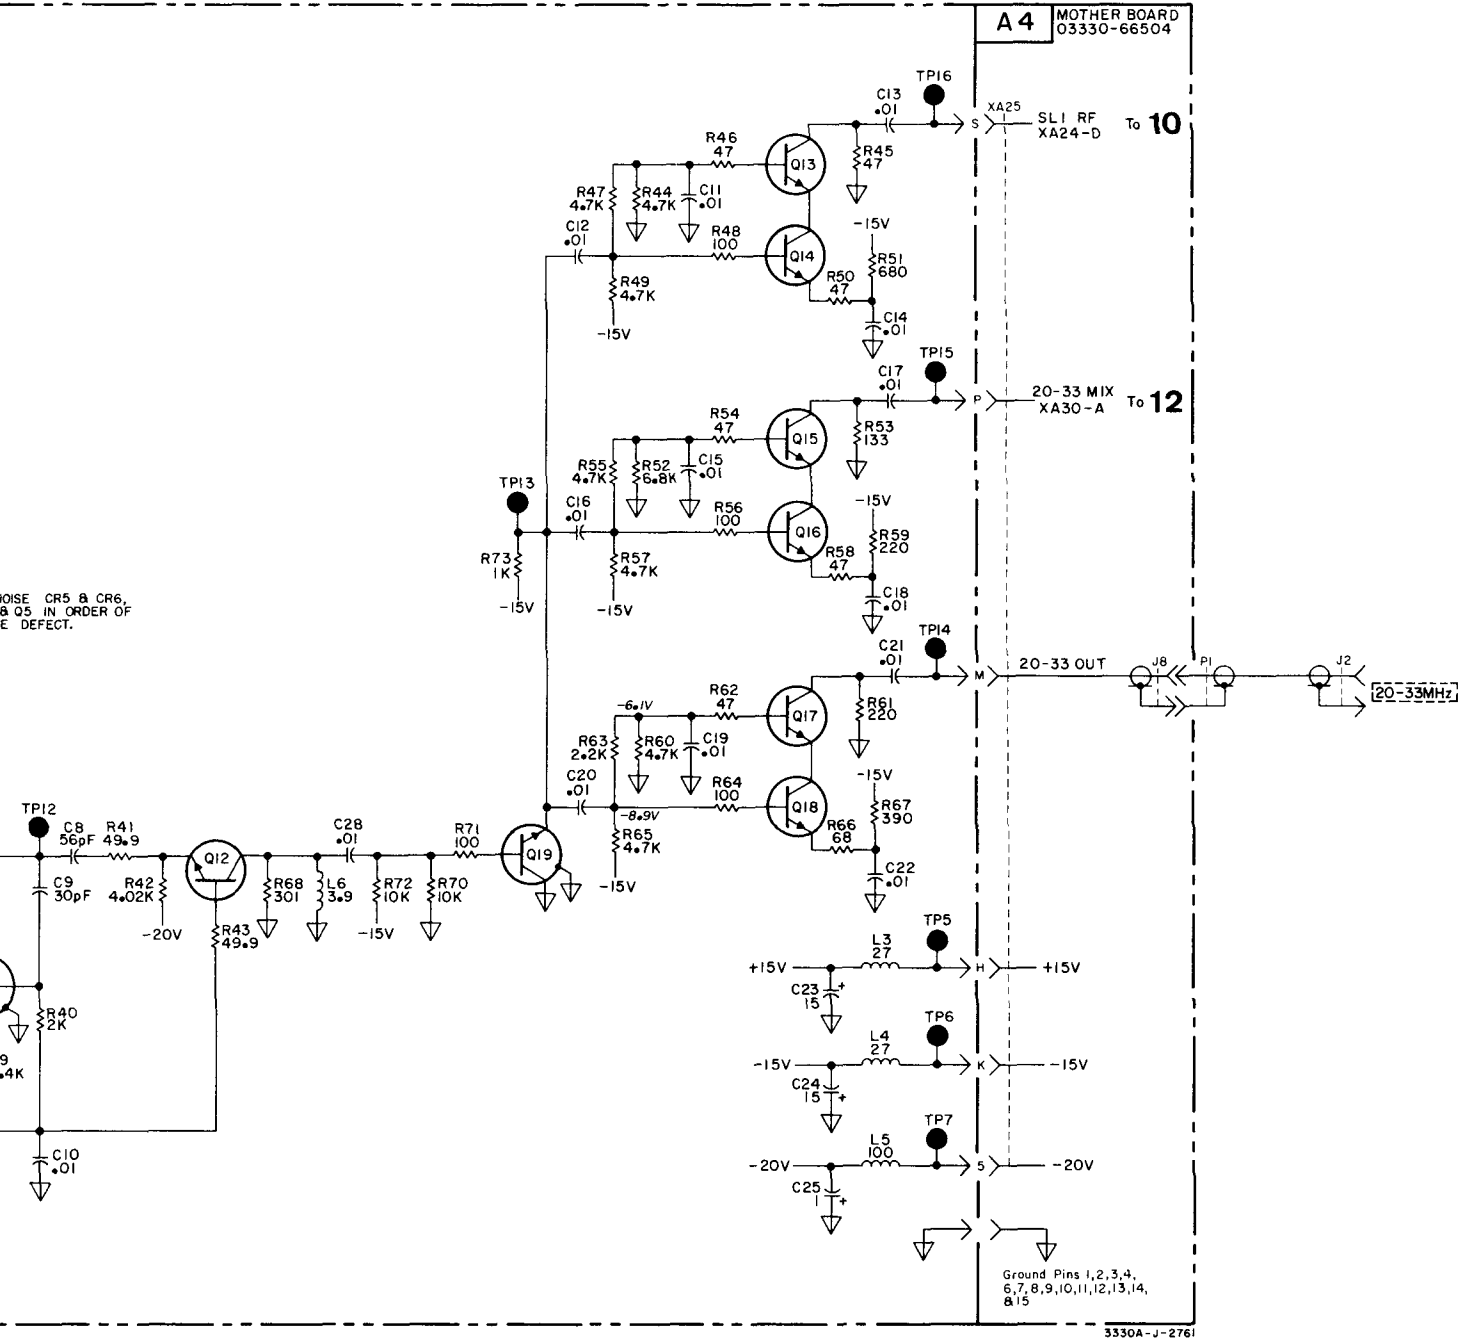 A4
MOTHER BOARD
03330-66504
TP16
C13
.01
S
XA25
SL1 RF
XA24-D
To 10
R46
47
Q13
R45
47
R47
4.7K
R44
4.7K
C11
.01
C12
.01
R48
100
Q14
-15V
R51
680
R50
47
R49
4.7K
-15V
C14
.01
TP15
C17
.01
P
20-33 MIX
XA30-A
To 12
R54
47
Q15
R53
133
R55
4.7K
R52
6.8K
C15
.01
TP13
C16
.01
R56
100
Q16
-15V
R59
220
R58
47
R73
1K
-15V
R57
4.7K
-15V
C18
.01
OISE CR5 & CR6,
& Q5 IN ORDER OF
E DEFECT.
TP14
C21
.01
M
20-33 OUT
J8
P1
J2
20-33MHz
R62
47
-6.1V
Q17
R61
220
R63
2.2K
R60
4.7K
C19
.01
C20
.01
R64
100
-8.9V
Q18
-15V
R67
390
R66
68
R65
4.7K
-15V
C22
.01
TP12
C8
56pF
R41
49.9
Q12
C28
.01
R71
100
Q19
C9
30pF
R42
4.02K
-20V
R68
301
L6
3.9
R72
10K
-15V
R70
10K
R43
49.9
R40
2K
9
.4K
C10
.01
TP5
+15V
L3
27
H
+15V
C23
15
+
TP6
-15V
L4
27
K
-15V
C24
15
+
TP7
-20V
L5
100
5
-20V
C25
1
+
Ground Pins 1,2,3,4,
6,7,8,9,10,11,12,13,14,
&15
3330A-J-2761